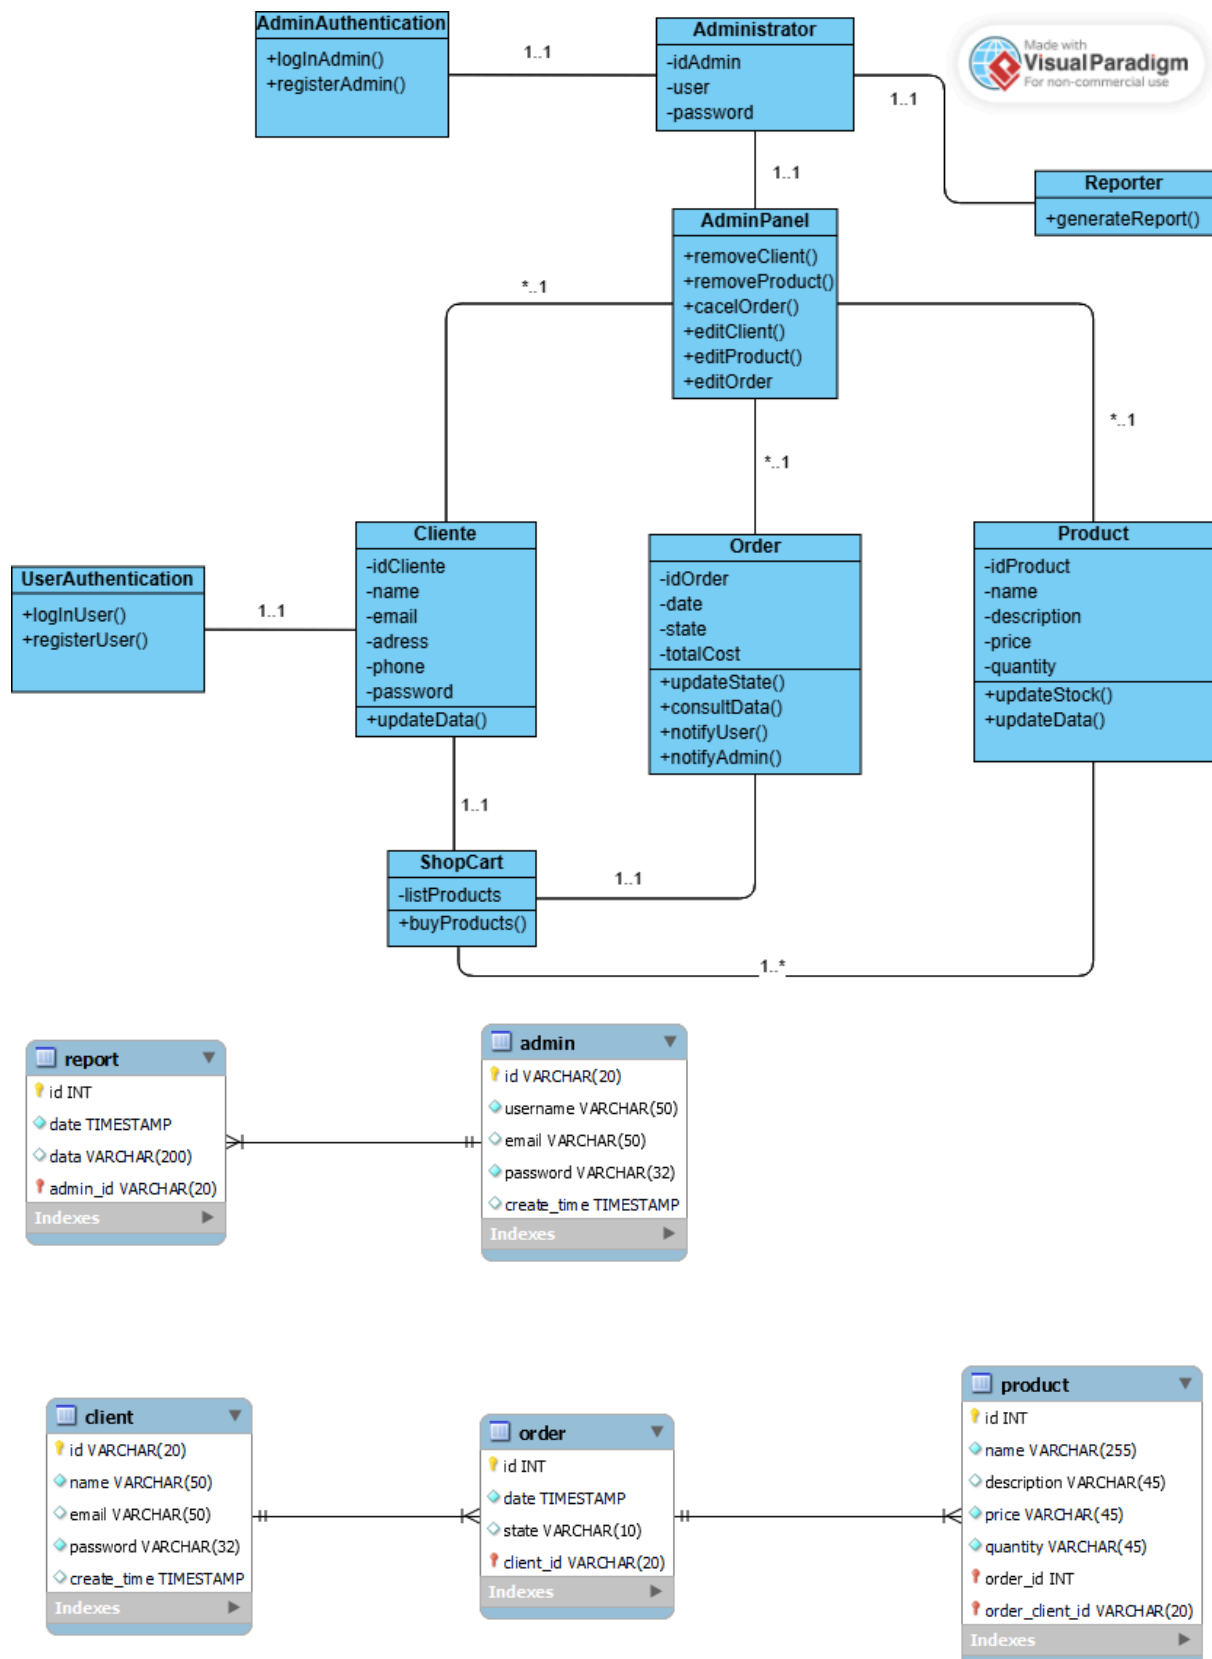 AdminAuthentication
+logInAdmin()
+registerAdmin()
1..1
Administrator
-idAdmin
-user
-password
Made with
VisualParadigm
For non-commercial use
1..1
1..1
Reporter
+generateReport()
AdminPanel
+removeClient()
+removeProduct()
+cacelOrder()
+editClient()
+editProduct()
+editOrder
*..1
*..1
*..1
UserAuthentication
+logInUser()
+registerUser()
1..1
Cliente
-idCliente
-name
-email
-adress
-phone
-password
+updateData()
Order
-idOrder
-date
-state
-totalCost
+updateState()
+consultData()
+notifyUser()
+notifyAdmin()
Product
-idProduct
-name
-description
-price
-quantity
+updateStock()
+updateData()
1..1
ShopCart
-listProducts
+buyProducts()
1..1
1..*
report
id INT
date TIMESTAMP
data VARCHAR(200)
admin_id VARCHAR(20)
Indexes
admin
id VARCHAR(20)
username VARCHAR(50)
email VARCHAR(50)
password VARCHAR(32)
create_time TIMESTAMP
Indexes
client
id VARCHAR(20)
name VARCHAR(50)
email VARCHAR(50)
password VARCHAR(32)
create_time TIMESTAMP
Indexes
order
id INT
date TIMESTAMP
state VARCHAR(10)
client_id VARCHAR(20)
Indexes
product
id INT
name VARCHAR(255)
description VARCHAR(45)
price VARCHAR(45)
quantity VARCHAR(45)
order_id INT
order_client_id VARCHAR(20)
Indexes